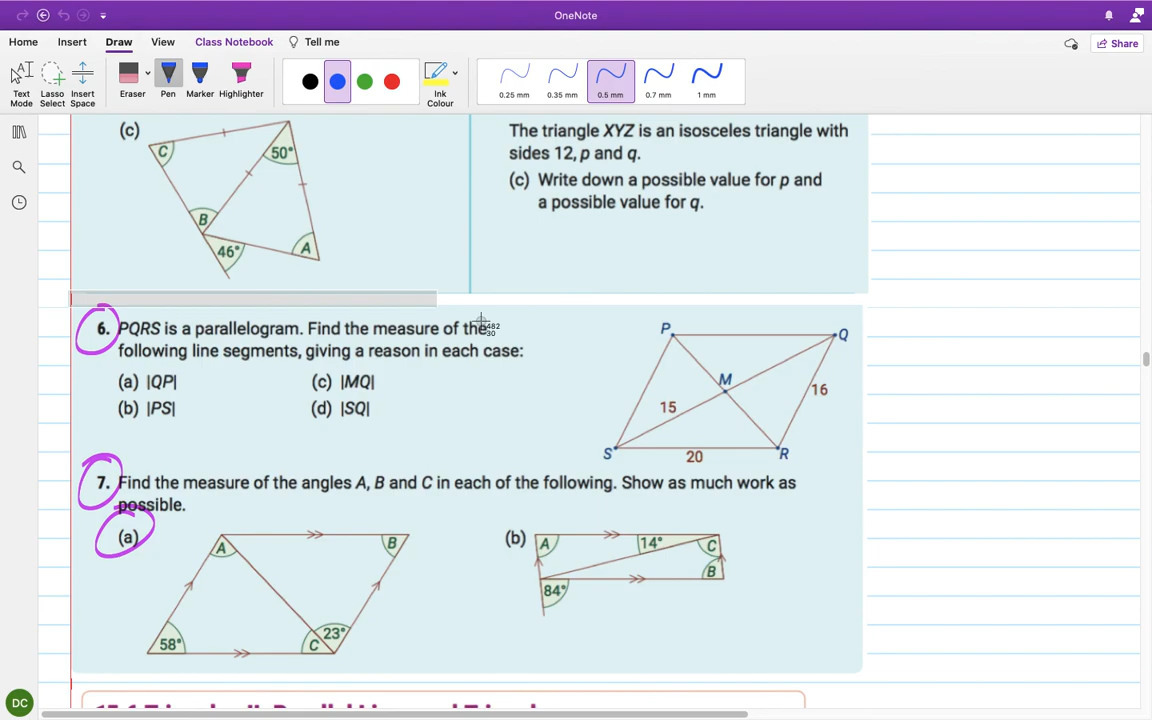 OneNote
Home Insert Draw View Class Notebook Tell me Share
Text Mode
Lasso Select
Insert Space
Eraser
Pen
Marker
Highlighter
Ink Colour
0.25 mm
0.35 mm
0.5 mm
0.7 mm
1 mm
(c)
C
50°
B
46°
A
The triangle XYZ is an isosceles triangle with
sides 12, p and q.
(c) Write down a possible value for p and
a possible value for q.
6. PQRS is a parallelogram. Find the measure of the
482
30
following line segments, giving a reason in each case:
(a) |QP| (c) |MQ|
(b) |PS| (d) |SQ|
P
Q
M
16
15
S
R
20
7. Find the measure of the angles A, B and C in each of the following. Show as much work as
possible.
(a)
A
B
58°
C
23°
(b)
A
14°
C
B
84°
DC